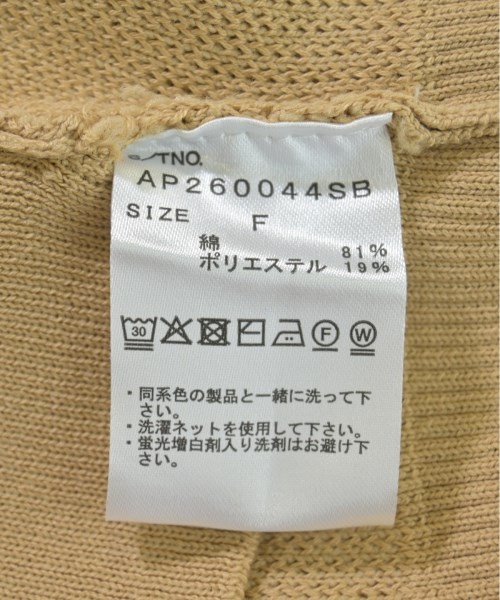 TNO.
AP260044SB
SIZE F
綿 81%
ポリエステル 19%
30 F W
・同系色の製品と一緒に洗って下
さい。
・洗濯ネットを使用して下さい。
・蛍光増白剤入り洗剤はお避け下
さい。